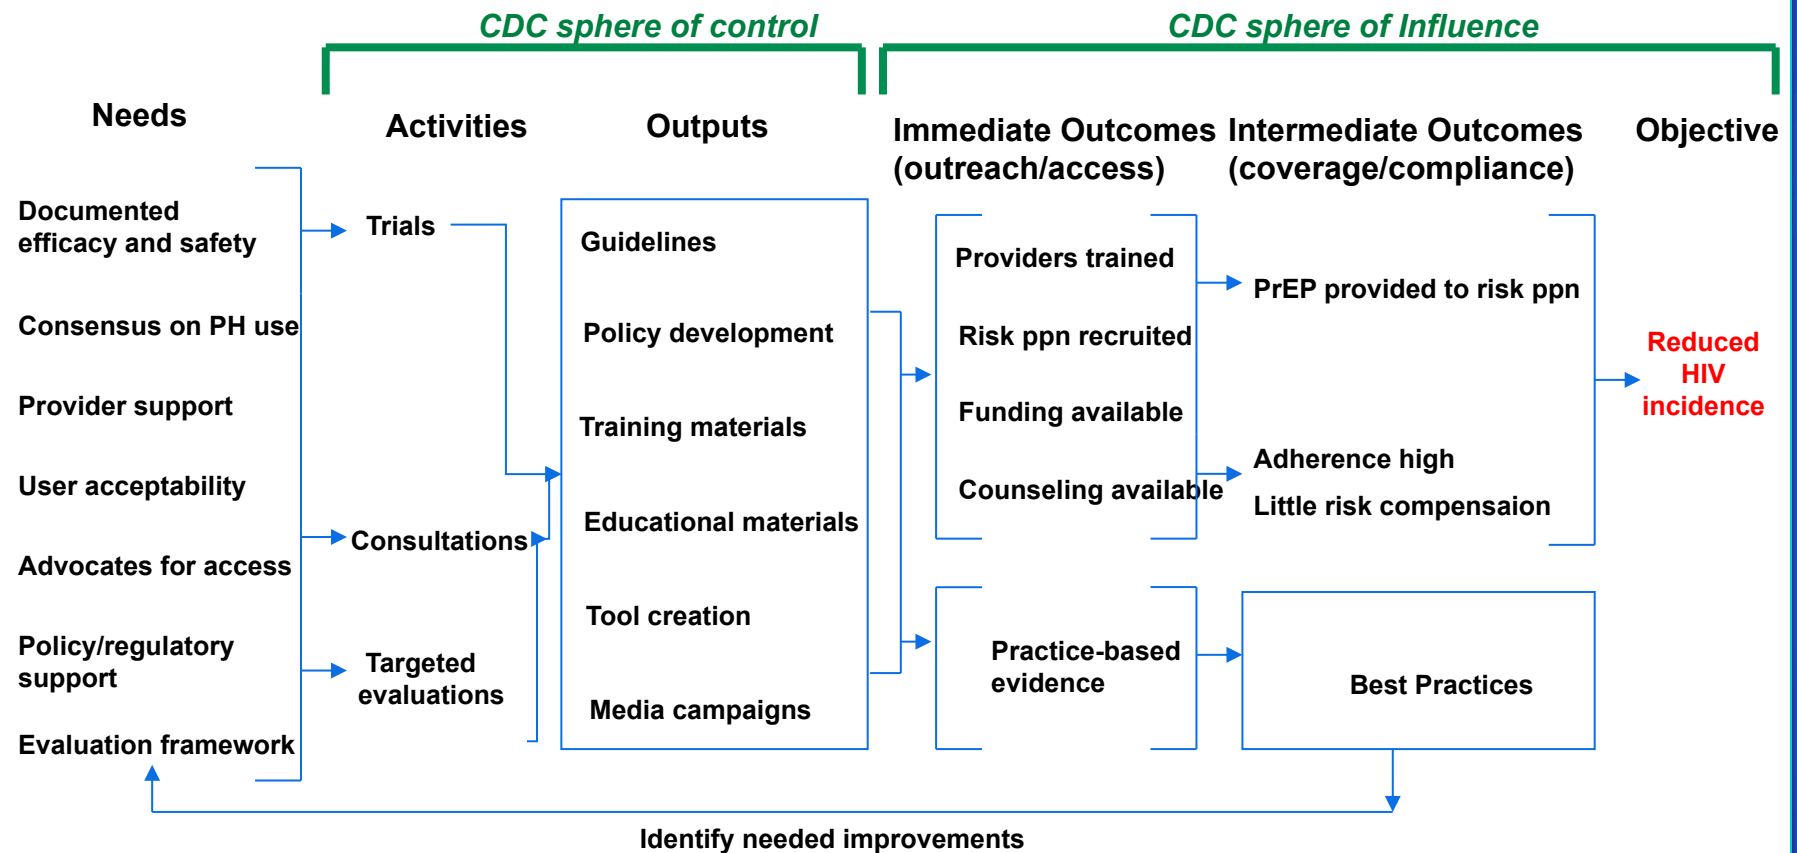 CDC sphere of control
CDC sphere of Influence
Needs
Activities
Outputs
Immediate Outcomes
(outreach/access)
Intermediate Outcomes
(coverage/compliance)
Objective
Documented
efficacy and safety
Consensus on PH use
Provider support
User acceptability
Advocates for access
Policy/regulatory
support
Evaluation framework
Trials
Consultations
Targeted
evaluations
Guidelines
Policy development
Training materials
Educational materials
Tool creation
Media campaigns
Providers trained
Risk ppn recruited
Funding available
Counseling available
Practice-based
evidence
PrEP provided to risk ppn
Adherence high
Little risk compensaion
Best Practices
Reduced
HIV
incidence
Identify needed improvements